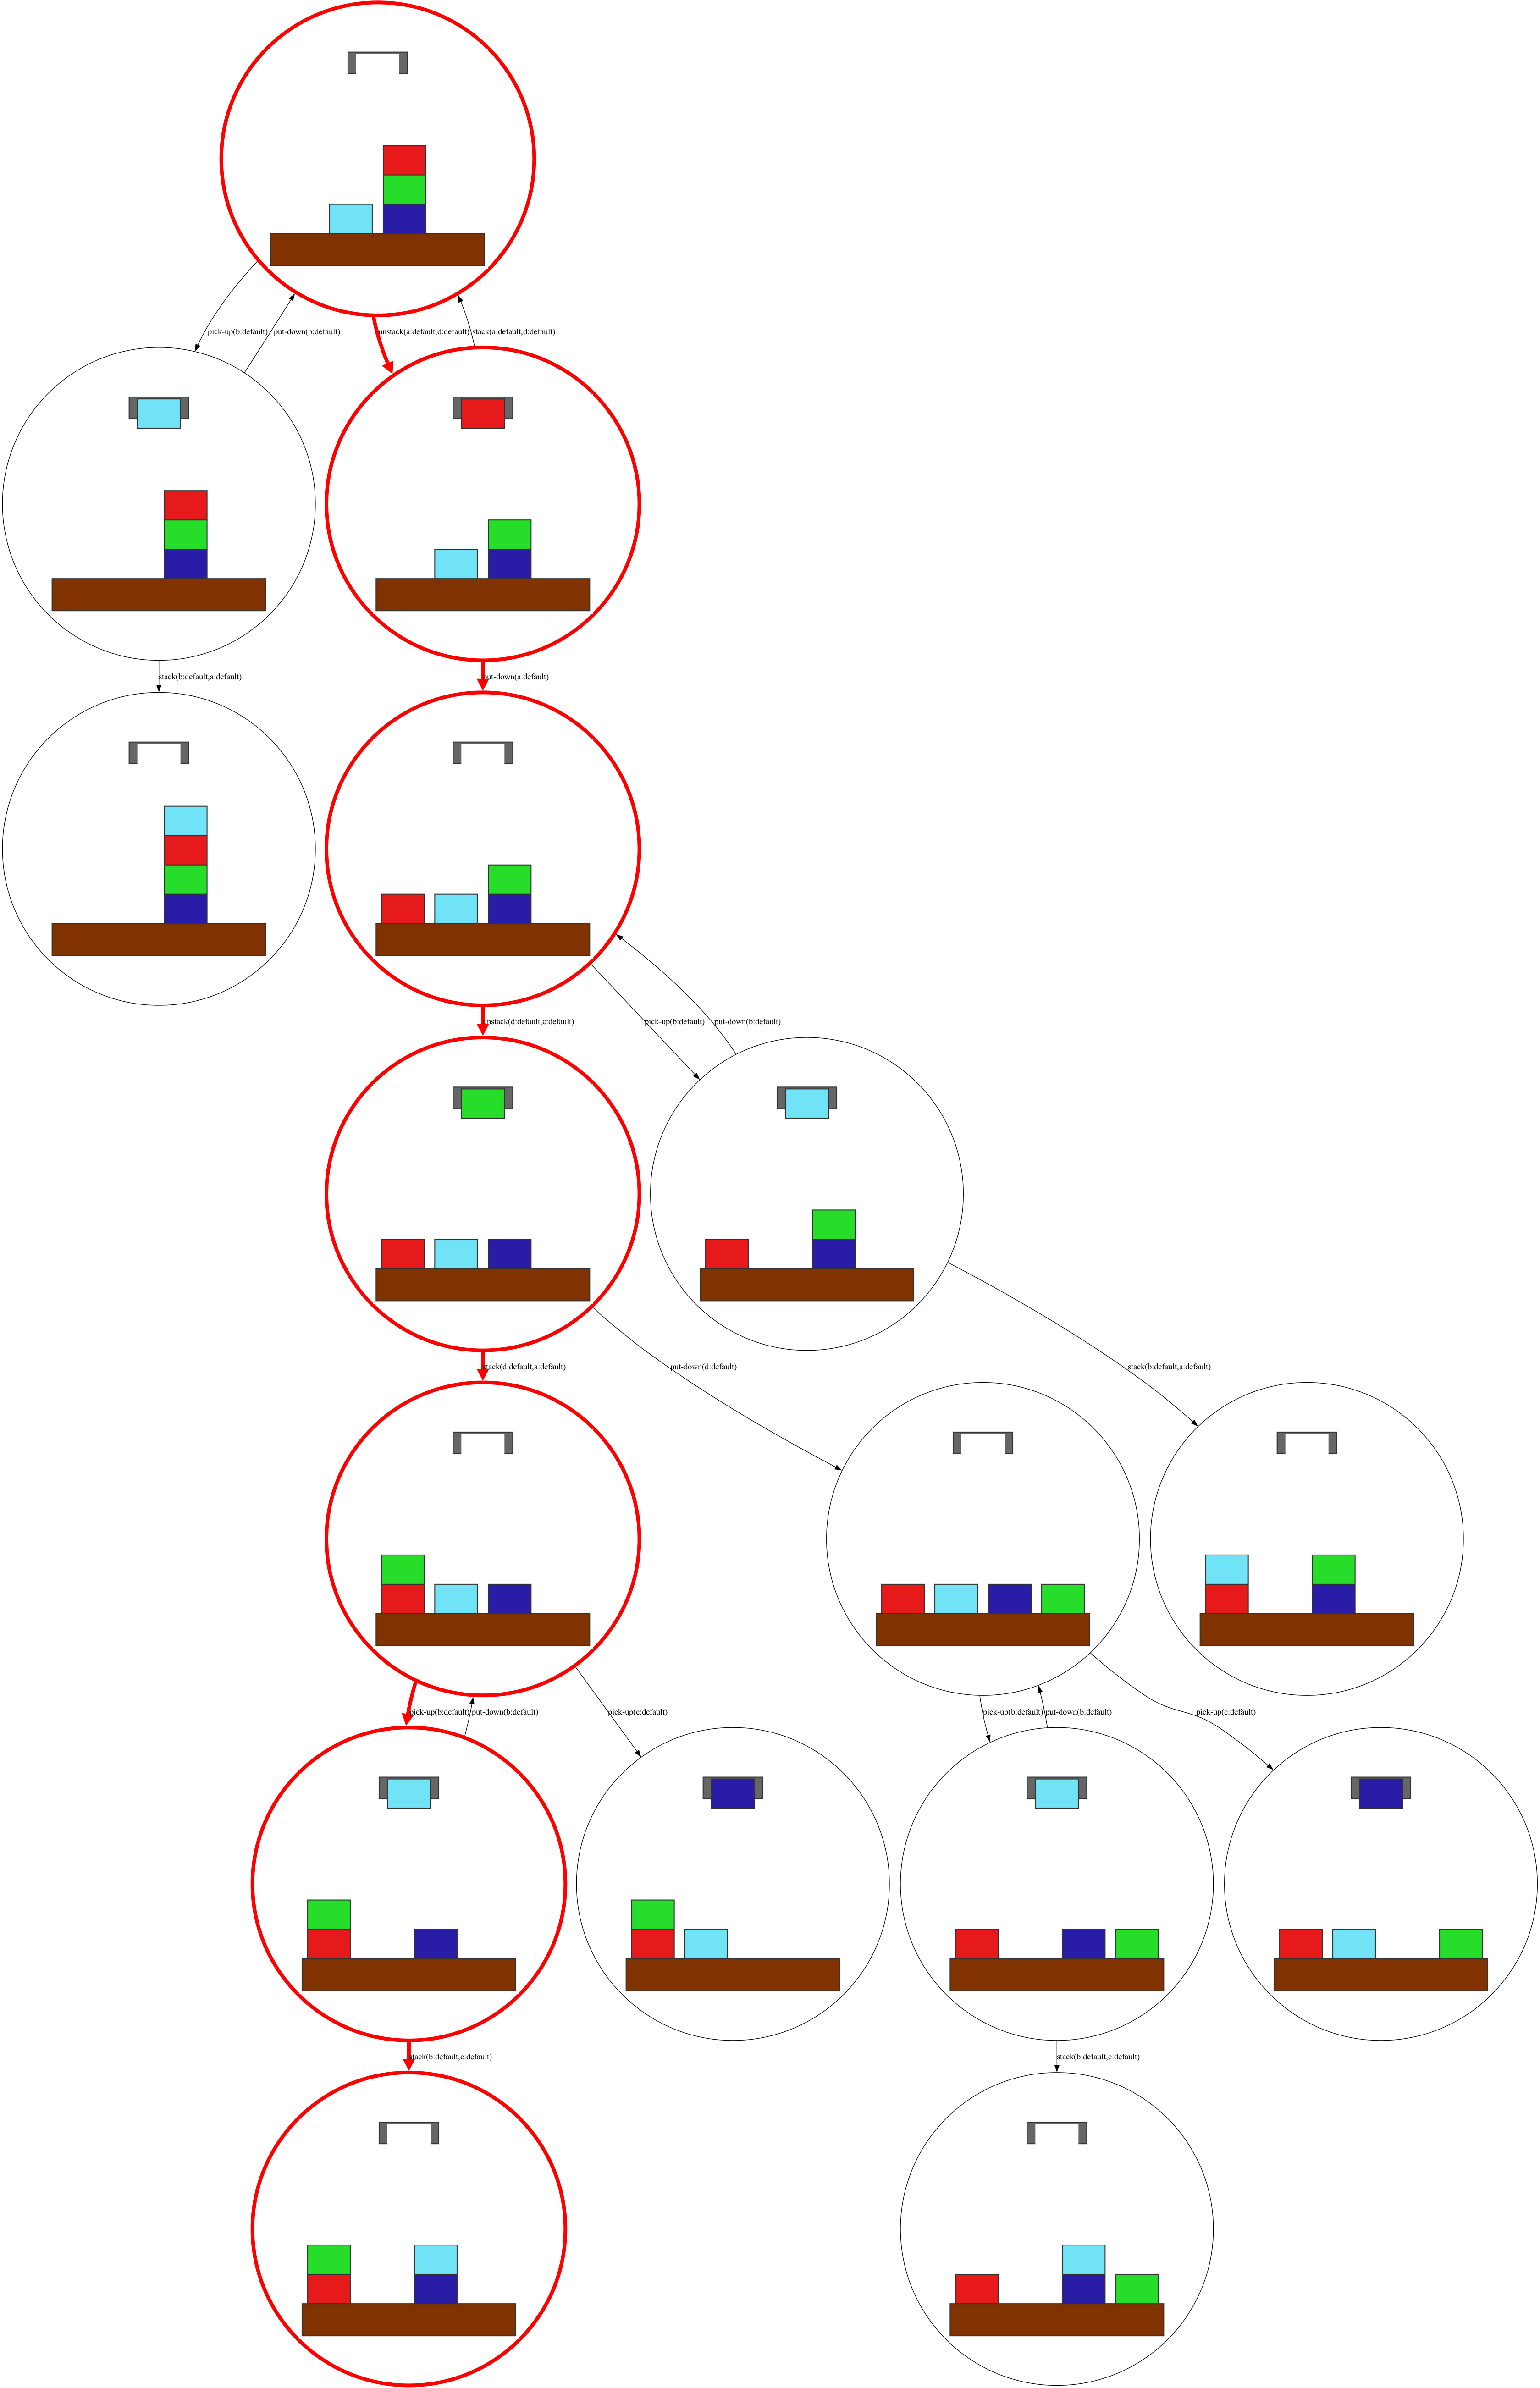 pick-up(b:default)
put-down(b:default)
unstack(a:default,d:default)
stack(a:default,d:default)
stack(b:default,a:default)
put-down(a:default)
unstack(d:default,c:default)
pick-up(b:default)
put-down(b:default)
stack(d:default,a:default)
put-down(d:default)
stack(b:default,a:default)
pick-up(b:default)
put-down(b:default)
pick-up(c:default)
pick-up(b:default)
put-down(b:default)
pick-up(c:default)
stack(b:default,c:default)
stack(b:default,c:default)